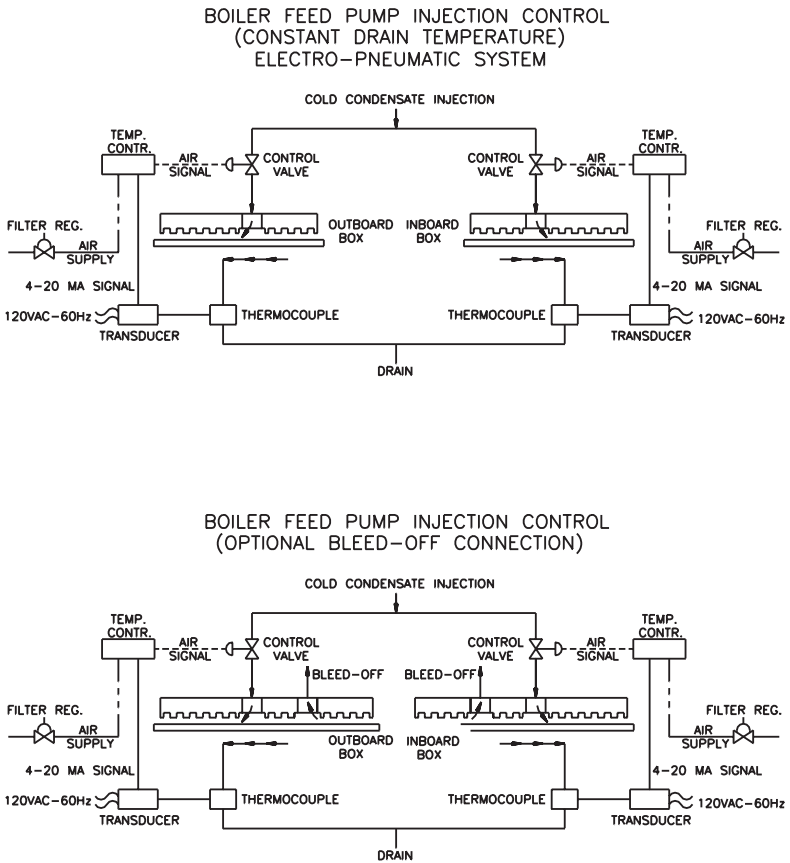 BOILER FEED PUMP INJECTION CONTROL
(CONSTANT DRAIN TEMPERATURE)
ELECTRO-PNEUMATIC SYSTEM
COLD CONDENSATE INJECTION
TEMP.
CONTR.
AIR
SIGNAL
CONTROL
VALVE
CONTROL
VALVE
AIR
SIGNAL
TEMP.
CONTR.
FILTER REG.
AIR
SUPPLY
OUTBOARD
BOX
INBOARD
BOX
FILTER REG.
AIR
SUPPLY
4-20 MA SIGNAL
4-20 MA SIGNAL
120VAC-60Hz
TRANSDUCER
THERMOCOUPLE
THERMOCOUPLE
TRANSDUCER
120VAC-60Hz
DRAIN
BOILER FEED PUMP INJECTION CONTROL
(OPTIONAL BLEED-OFF CONNECTION)
COLD CONDENSATE INJECTION
TEMP.
CONTR.
AIR
SIGNAL
CONTROL
VALVE
CONTROL
VALVE
AIR
SIGNAL
TEMP.
CONTR.
BLEED-OFF
BLEED-OFF
FILTER REG.
AIR
SUPPLY
OUTBOARD
BOX
INBOARD
BOX
FILTER REG.
AIR
SUPPLY
4-20 MA SIGNAL
4-20 MA SIGNAL
120VAC-60Hz
TRANSDUCER
THERMOCOUPLE
THERMOCOUPLE
TRANSDUCER
120VAC-60Hz
DRAIN